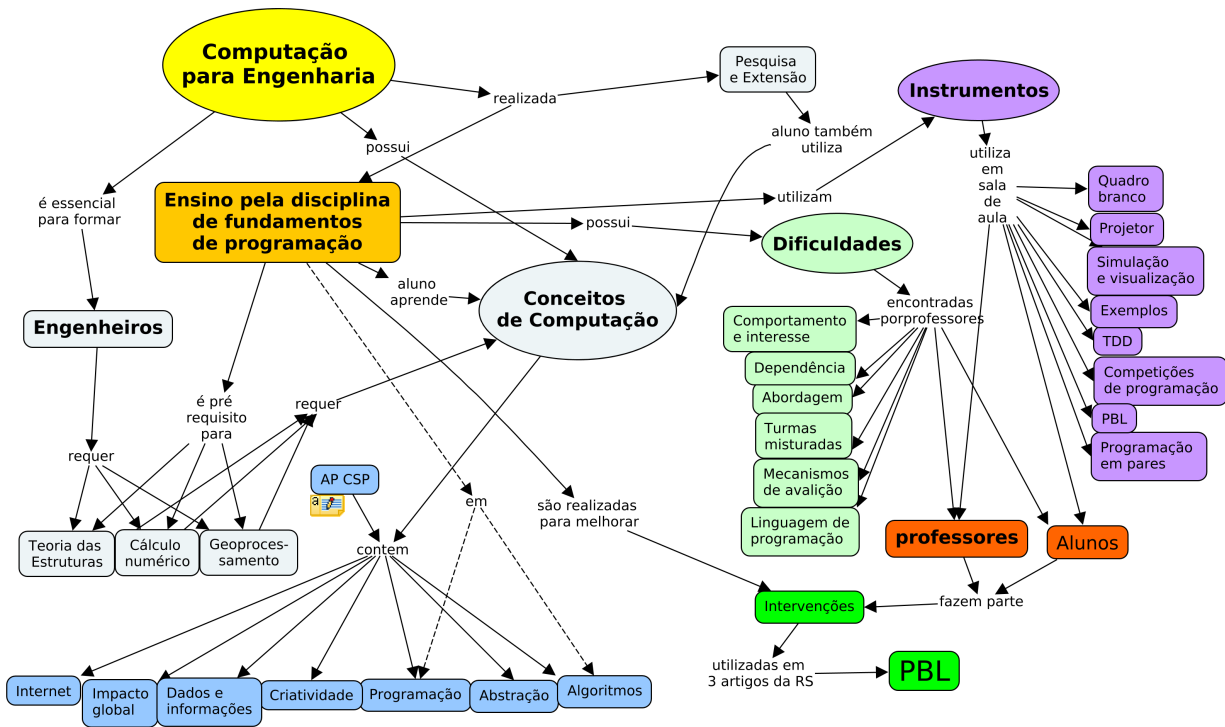 Computação
para Engenharia
realizada
Pesquisa
e Extensão
aluno também
utiliza
possui
Instrumentos
utiliza
em
sala
de
aula
Quadro
branco
Projetor
Simulação
e visualização
Exemplos
TDD
Competições
de programação
PBL
Programação
em pares
é essencial
para formar
Ensino pela disciplina
de fundamentos
de programação
utilizam
possui
Dificuldades
aluno
aprende
Conceitos
de Computação
encontradas
porprofessores
Comportamento
e interesse
Dependência
Abordagem
Turmas
misturadas
Mecanismos
de avalição
Linguagem de
programação
Engenheiros
requer
é pré
requisito
para
requer
Teoria das
Estruturas
Cálculo
numérico
Geoproces-
samento
AP CSP
a
contem
em
são realizadas
para melhorar
professores
Alunos
fazem parte
Intervenções
utilizadas em
3 artigos da RS
PBL
Internet
Impacto
global
Dados e
informações
Criatividade
Programação
Abstração
Algoritmos